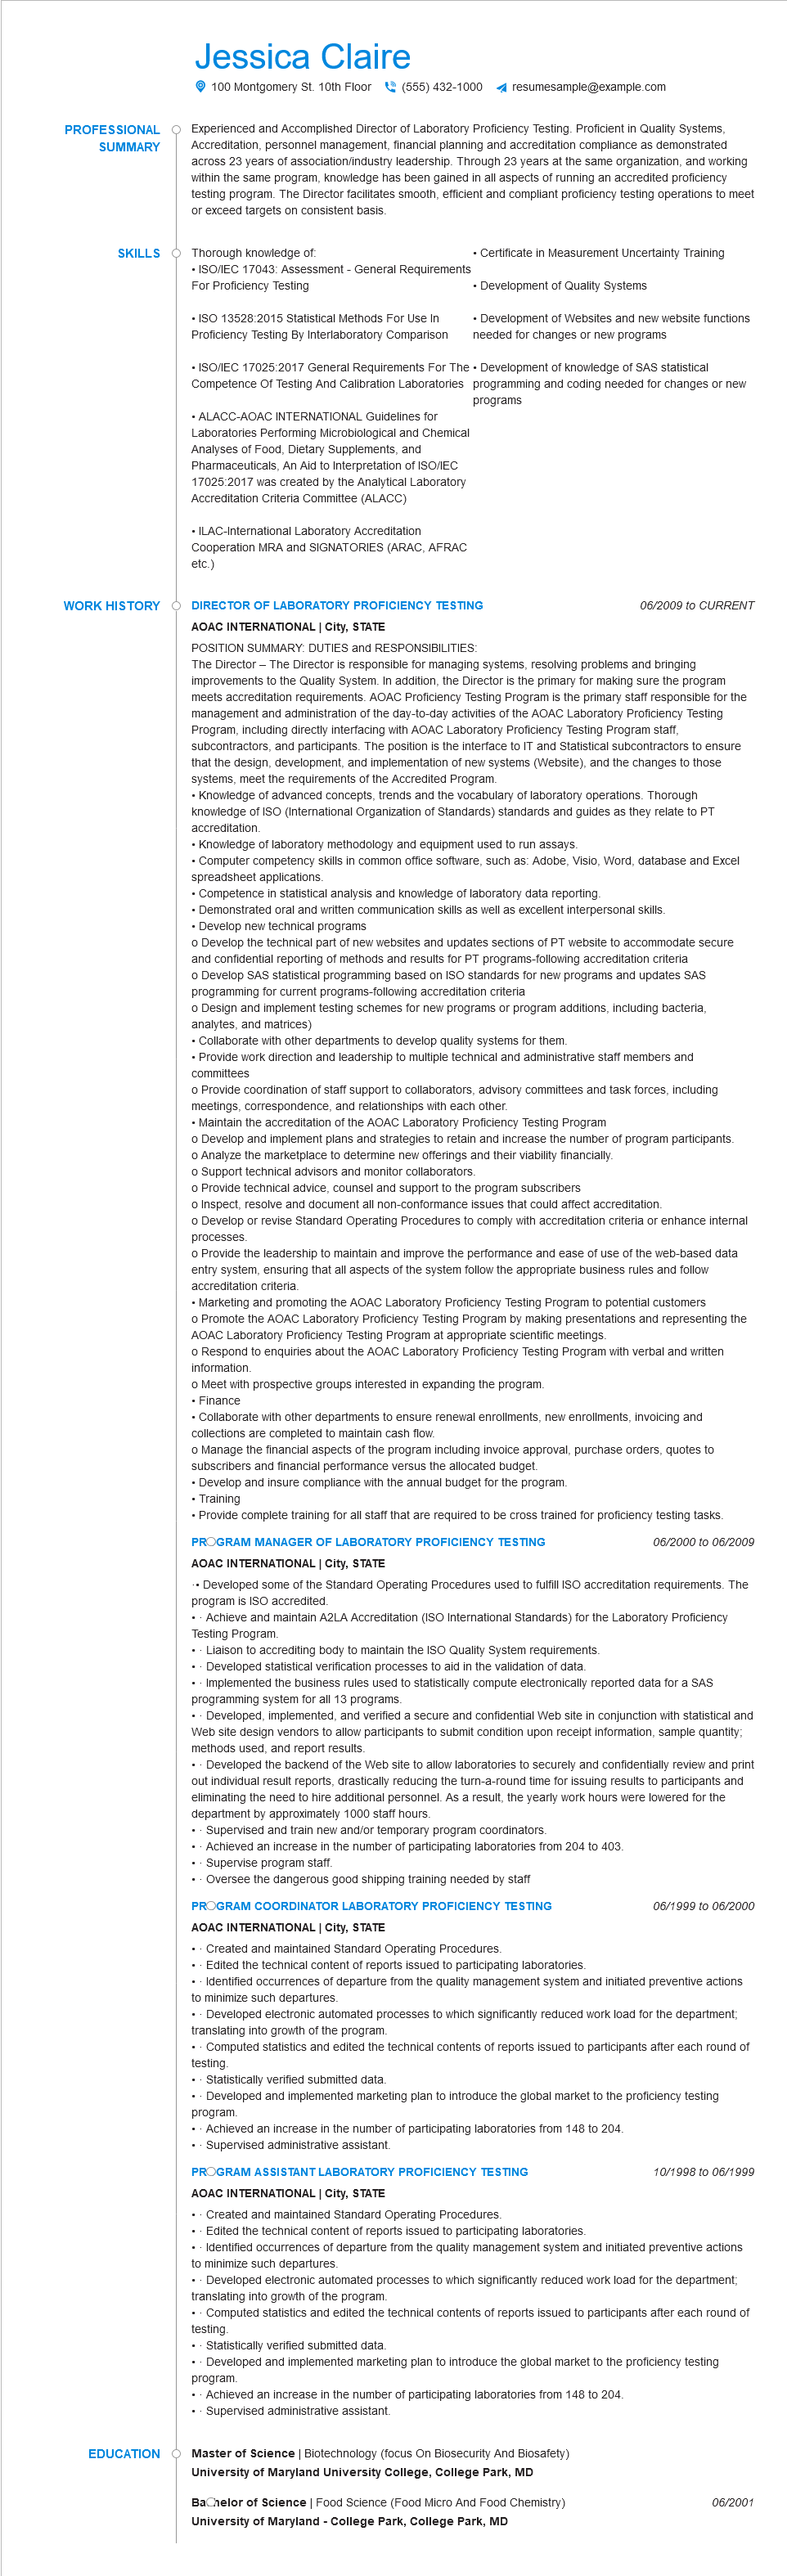 Jessica Claire
100 Montgomery St. 10th Floor (555) 432-1000 resumesample@example.com
PROFESSIONAL
SUMMARY
Experienced and Accomplished Director of Laboratory Proficiency Testing. Proficient in Quality Systems,
Accreditation, personnel management, financial planning and accreditation compliance as demonstrated
across 23 years of association/industry leadership. Through 23 years at the same organization, and working
within the same program, knowledge has been gained in all aspects of running an accredited proficiency
testing program. The Director facilitates smooth, efficient and compliant proficiency testing operations to meet
or exceed targets on consistent basis.
SKILLS
Thorough knowledge of:
• ISO/IEC 17043: Assessment - General Requirements
For Proficiency Testing
• ISO 13528:2015 Statistical Methods For Use In
Proficiency Testing By Interlaboratory Comparison
• ISO/IEC 17025:2017 General Requirements For The
Competence Of Testing And Calibration Laboratories
• ALACC-AOAC INTERNATIONAL Guidelines for
Laboratories Performing Microbiological and Chemical
Analyses of Food, Dietary Supplements, and
Pharmaceuticals, An Aid to Interpretation of ISO/IEC
17025:2017 was created by the Analytical Laboratory
Accreditation Criteria Committee (ALACC)
• ILAC-International Laboratory Accreditation
Cooperation MRA and SIGNATORIES (ARAC, AFRAC
etc.)
• Certificate in Measurement Uncertainty Training
• Development of Quality Systems
• Development of Websites and new website functions
needed for changes or new programs
• Development of knowledge of SAS statistical
programming and coding needed for changes or new
programs
WORK HISTORY
DIRECTOR OF LABORATORY PROFICIENCY TESTING 06/2009 to CURRENT
AOAC INTERNATIONAL | City, STATE
POSITION SUMMARY: DUTIES and RESPONSIBILITIES:
The Director – The Director is responsible for managing systems, resolving problems and bringing
improvements to the Quality System. In addition, the Director is the primary for making sure the program
meets accreditation requirements. AOAC Proficiency Testing Program is the primary staff responsible for the
management and administration of the day-to-day activities of the AOAC Laboratory Proficiency Testing
Program, including directly interfacing with AOAC Laboratory Proficiency Testing Program staff,
subcontractors, and participants. The position is the interface to IT and Statistical subcontractors to ensure
that the design, development, and implementation of new systems (Website), and the changes to those
systems, meet the requirements of the Accredited Program.
• Knowledge of advanced concepts, trends and the vocabulary of laboratory operations. Thorough
knowledge of ISO (International Organization of Standards) standards and guides as they relate to PT
accreditation.
• Knowledge of laboratory methodology and equipment used to run assays.
• Computer competency skills in common office software, such as: Adobe, Visio, Word, database and Excel
spreadsheet applications.
• Competence in statistical analysis and knowledge of laboratory data reporting.
• Demonstrated oral and written communication skills as well as excellent interpersonal skills.
• Develop new technical programs
o Develop the technical part of new websites and updates sections of PT website to accommodate secure
and confidential reporting of methods and results for PT programs-following accreditation criteria
o Develop SAS statistical programming based on ISO standards for new programs and updates SAS
programming for current programs-following accreditation criteria
o Design and implement testing schemes for new programs or program additions, including bacteria,
analytes, and matrices)
• Collaborate with other departments to develop quality systems for them.
• Provide work direction and leadership to multiple technical and administrative staff members and
committees
o Provide coordination of staff support to collaborators, advisory committees and task forces, including
meetings, correspondence, and relationships with each other.
• Maintain the accreditation of the AOAC Laboratory Proficiency Testing Program
o Develop and implement plans and strategies to retain and increase the number of program participants.
o Analyze the marketplace to determine new offerings and their viability financially.
o Support technical advisors and monitor collaborators.
o Provide technical advice, counsel and support to the program subscribers
o Inspect, resolve and document all non-conformance issues that could affect accreditation.
o Develop or revise Standard Operating Procedures to comply with accreditation criteria or enhance internal
processes.
o Provide the leadership to maintain and improve the performance and ease of use of the web-based data
entry system, ensuring that all aspects of the system follow the appropriate business rules and follow
accreditation criteria.
• Marketing and promoting the AOAC Laboratory Proficiency Testing Program to potential customers
o Promote the AOAC Laboratory Proficiency Testing Program by making presentations and representing the
AOAC Laboratory Proficiency Testing Program at appropriate scientific meetings.
o Respond to enquiries about the AOAC Laboratory Proficiency Testing Program with verbal and written
information.
o Meet with prospective groups interested in expanding the program.
• Finance
• Collaborate with other departments to ensure renewal enrollments, new enrollments, invoicing and
collections are completed to maintain cash flow.
o Manage the financial aspects of the program including invoice approval, purchase orders, quotes to
subscribers and financial performance versus the allocated budget.
• Develop and insure compliance with the annual budget for the program.
• Training
• Provide complete training for all staff that are required to be cross trained for proficiency testing tasks.
PROGRAM MANAGER OF LABORATORY PROFICIENCY TESTING 06/2000 to 06/2009
AOAC INTERNATIONAL | City, STATE
·• Developed some of the Standard Operating Procedures used to fulfill ISO accreditation requirements. The
program is ISO accredited.
• · Achieve and maintain A2LA Accreditation (ISO International Standards) for the Laboratory Proficiency
Testing Program.
• · Liaison to accrediting body to maintain the ISO Quality System requirements.
• · Developed statistical verification processes to aid in the validation of data.
• · Implemented the business rules used to statistically compute electronically reported data for a SAS
programming system for all 13 programs.
• · Developed, implemented, and verified a secure and confidential Web site in conjunction with statistical and
Web site design vendors to allow participants to submit condition upon receipt information, sample quantity;
methods used, and report results.
• · Developed the backend of the Web site to allow laboratories to securely and confidentially review and print
out individual result reports, drastically reducing the turn-a-round time for issuing results to participants and
eliminating the need to hire additional personnel. As a result, the yearly work hours were lowered for the
department by approximately 1000 staff hours.
• · Supervised and train new and/or temporary program coordinators.
• · Achieved an increase in the number of participating laboratories from 204 to 403.
• · Supervise program staff.
• · Oversee the dangerous good shipping training needed by staff
PROGRAM COORDINATOR LABORATORY PROFICIENCY TESTING 06/1999 to 06/2000
AOAC INTERNATIONAL | City, STATE
• · Created and maintained Standard Operating Procedures.
• · Edited the technical content of reports issued to participating laboratories.
• · Identified occurrences of departure from the quality management system and initiated preventive actions
to minimize such departures.
• · Developed electronic automated processes to which significantly reduced work load for the department;
translating into growth of the program.
• · Computed statistics and edited the technical contents of reports issued to participants after each round of
testing.
• · Statistically verified submitted data.
• · Developed and implemented marketing plan to introduce the global market to the proficiency testing
program.
• · Achieved an increase in the number of participating laboratories from 148 to 204.
• · Supervised administrative assistant.
PROGRAM ASSISTANT LABORATORY PROFICIENCY TESTING 10/1998 to 06/1999
AOAC INTERNATIONAL | City, STATE
• · Created and maintained Standard Operating Procedures.
• · Edited the technical content of reports issued to participating laboratories.
• · Identified occurrences of departure from the quality management system and initiated preventive actions
to minimize such departures.
• · Developed electronic automated processes to which significantly reduced work load for the department;
translating into growth of the program.
• · Computed statistics and edited the technical contents of reports issued to participants after each round of
testing.
• · Statistically verified submitted data.
• · Developed and implemented marketing plan to introduce the global market to the proficiency testing
program.
• · Achieved an increase in the number of participating laboratories from 148 to 204.
• · Supervised administrative assistant.
EDUCATION
Master of Science | Biotechnology (focus On Biosecurity And Biosafety)
University of Maryland University College, College Park, MD
Bachelor of Science | Food Science (Food Micro And Food Chemistry) 06/2001
University of Maryland - College Park, College Park, MD